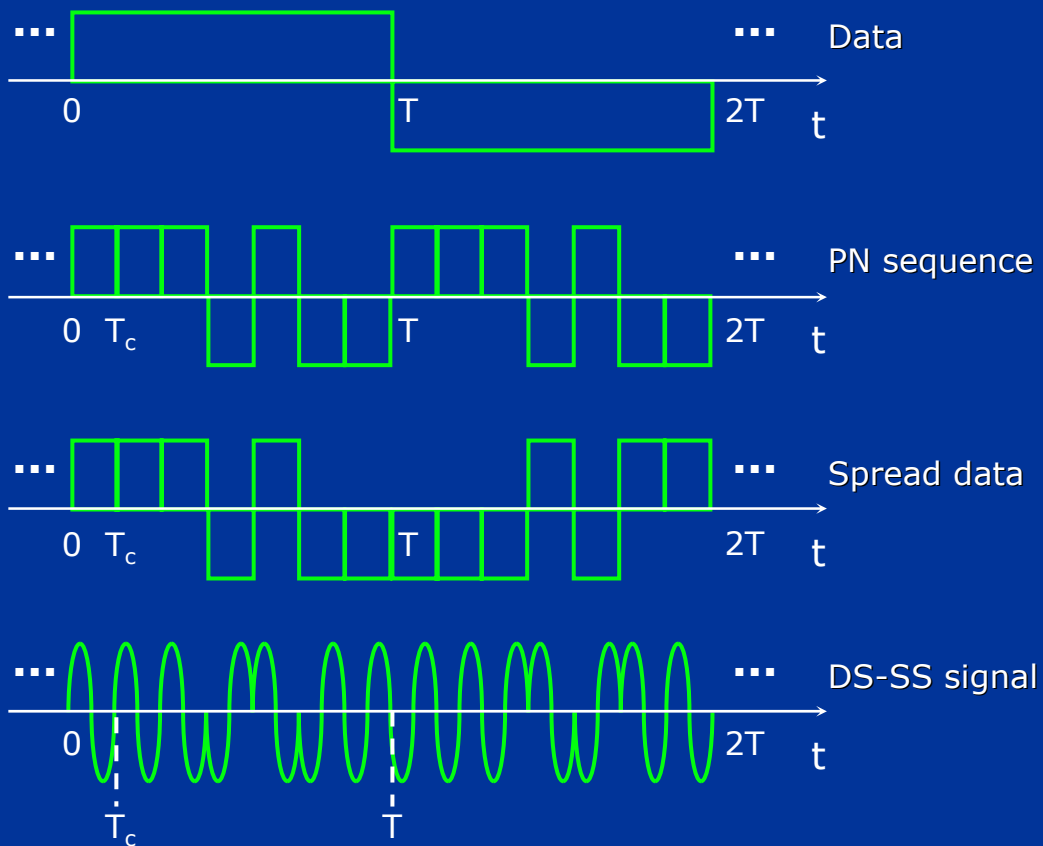 ... ... Data
0 T 2T t
... ... PN sequence
0 Tc T 2T t
... ... Spread data
0 Tc T 2T t
... ... DS-SS signal
0 2T t
Tc T